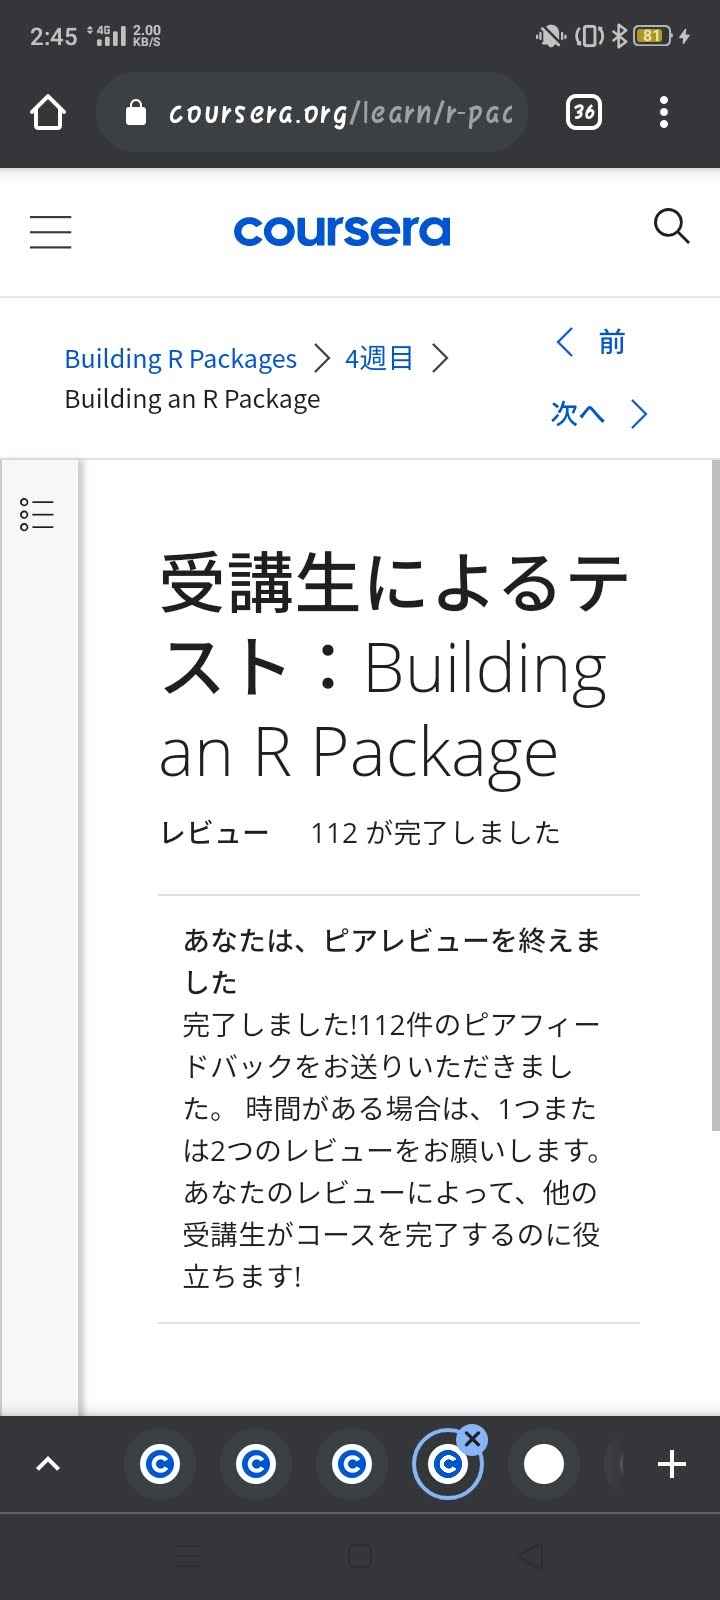 2:45 4G 2.00 KB/S 81
coursera.org/learn/r-pac 36
coursera
Building R Packages 4週目
Building an R Package
前
次へ
受講生によるテ
スト：Building
an R Package
レビュー 112 が完了しました
あなたは、ピアレビューを終えま
した
完了しました!112件のピアフィー
ドバックをお送りいただきまし
た。 時間がある場合は、1つまた
は2つのレビューをお願いします。
あなたのレビューによって、他の
受講生がコースを完了するのに役
立ちます!